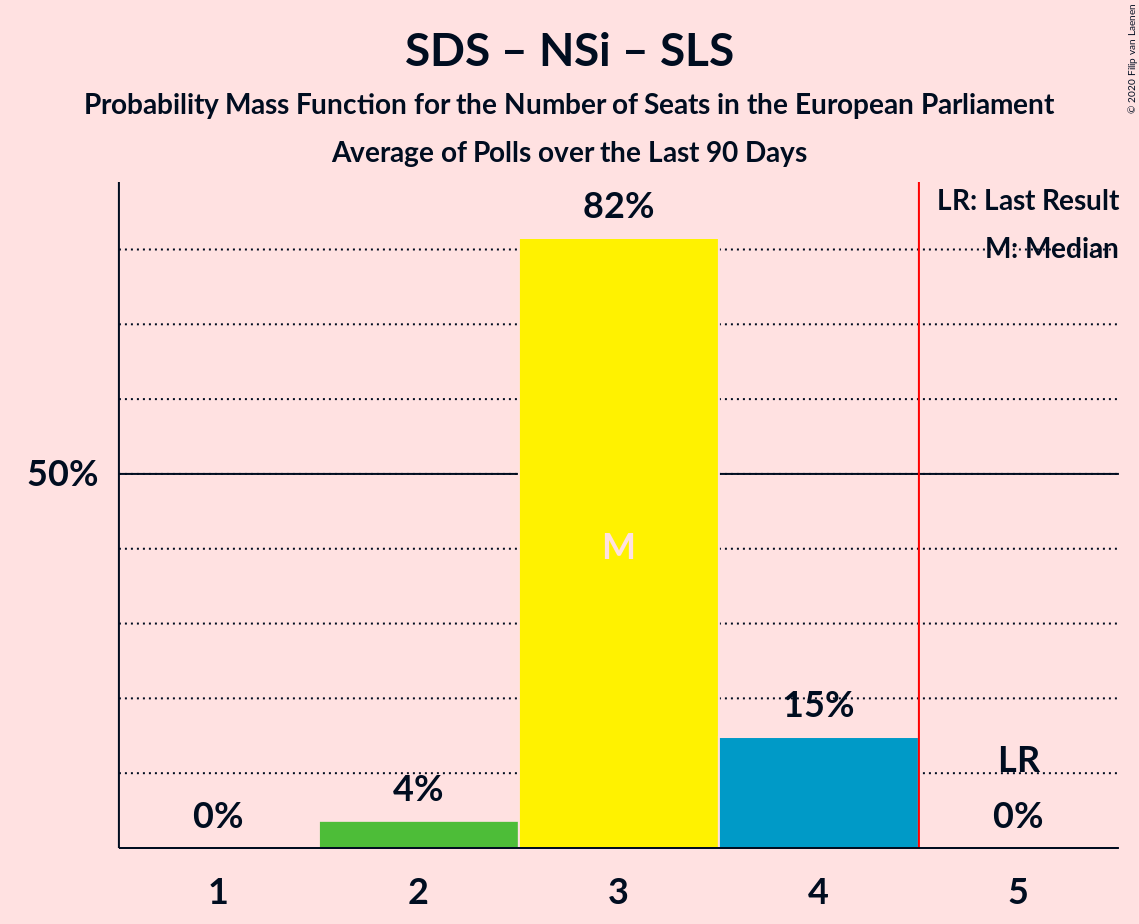 SDS – NSi – SLS
Probability Mass Function for the Number of Seats in the European Parliament
Average of Polls over the Last 90 Days
© 2020 Filip van Laenen
LR: Last Result
M: Median
82%
50%
M
15%
LR
4%
0%
0%
1 2 3 4 5